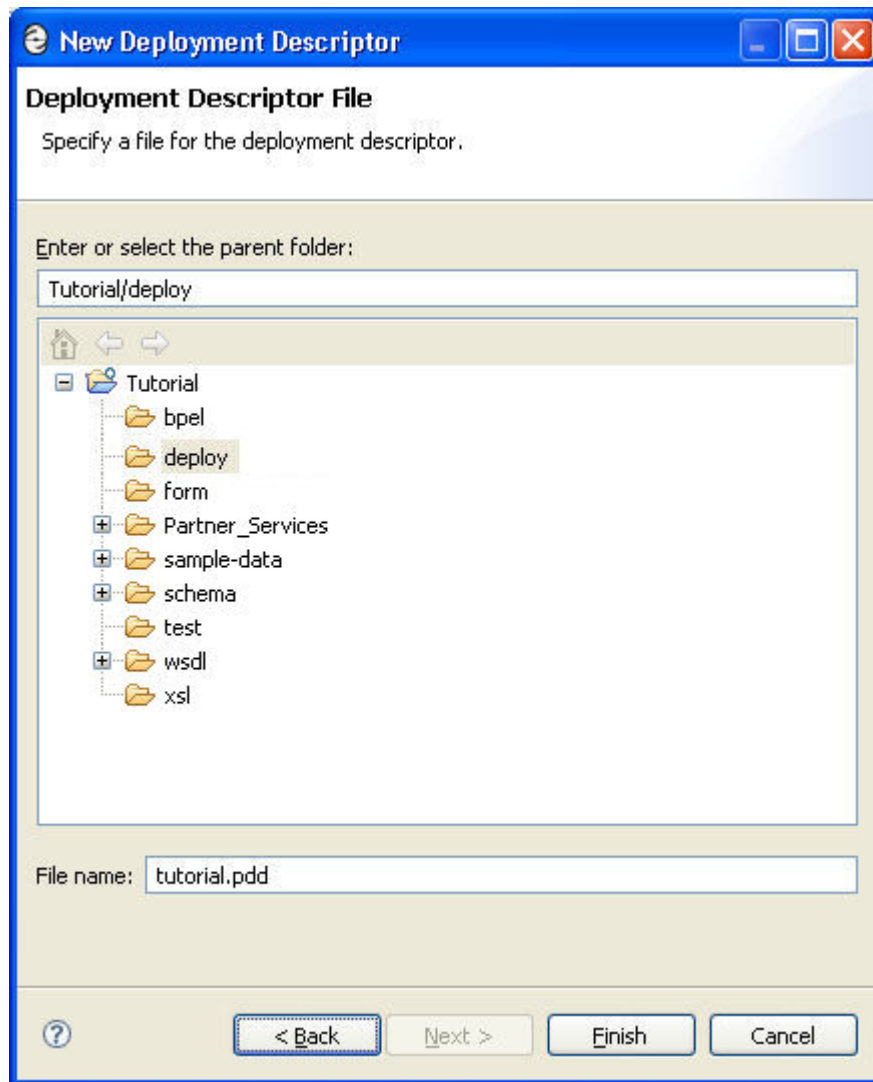 New Deployment Descriptor
Deployment Descriptor File
Specify a file for the deployment descriptor.
Enter or select the parent folder:
Tutorial/deploy
Tutorial
bpel
deploy
form
Partner_Services
sample-data
schema
test
wsdl
xsl
File name: tutorial.pdd
? < Back Next > Finish Cancel